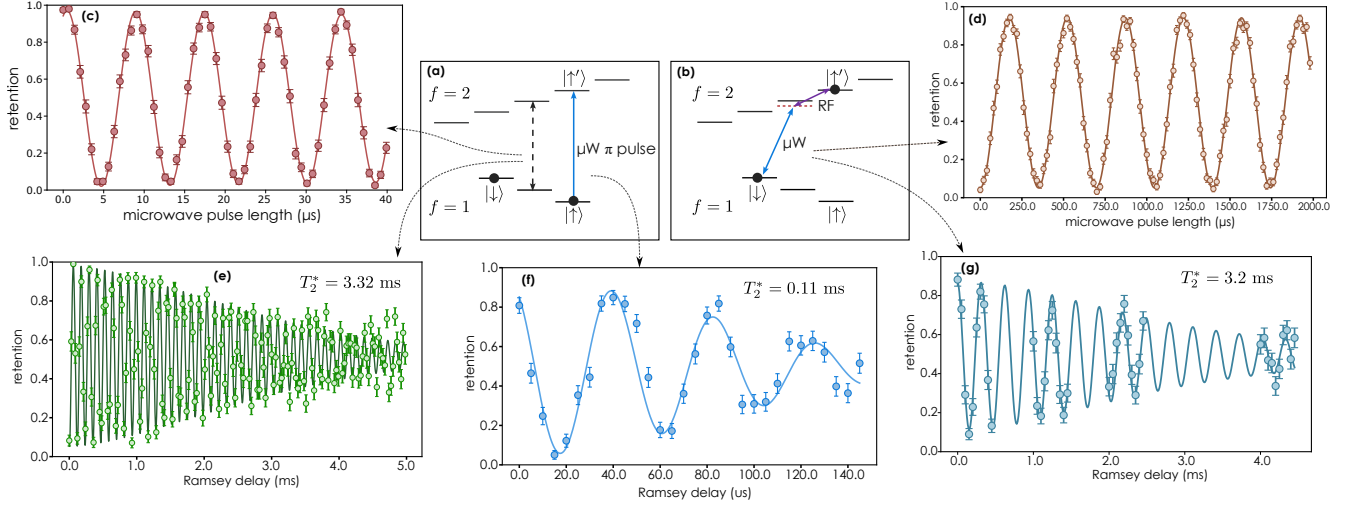 (c)
retention
1.0
0.8
0.6
0.4
0.2
0.0
0 5 10 15 20 25 30 35 40
microwave pulse length (µs)
(a)
|↑′⟩
f = 2
µW π pulse
|↓⟩
f = 1
|↑⟩
(b)
|↑′⟩
f = 2
RF
µW
|↓⟩
f = 1
|↑⟩
(d)
retention
1.0
0.8
0.6
0.4
0.2
0.0
0.0 250.0 500.0 750.0 1000.0 1250.0 1500.0 1750.0 2000.0
microwave pulse length (µs)
(e)
T₂* = 3.32 ms
retention
1.0
0.8
0.6
0.4
0.2
0.0
0.0 1.0 2.0 3.0 4.0 5.0
Ramsey delay (ms)
(f)
T₂* = 0.11 ms
retention
1.0
0.8
0.6
0.4
0.2
0.0
0.0 20.0 40.0 60.0 80.0 100.0 120.0 140.0
Ramsey delay (us)
(g)
T₂* = 3.2 ms
retention
1.0
0.8
0.6
0.4
0.2
0.0
0.0 1.0 2.0 3.0 4.0
Ramsey delay (ms)